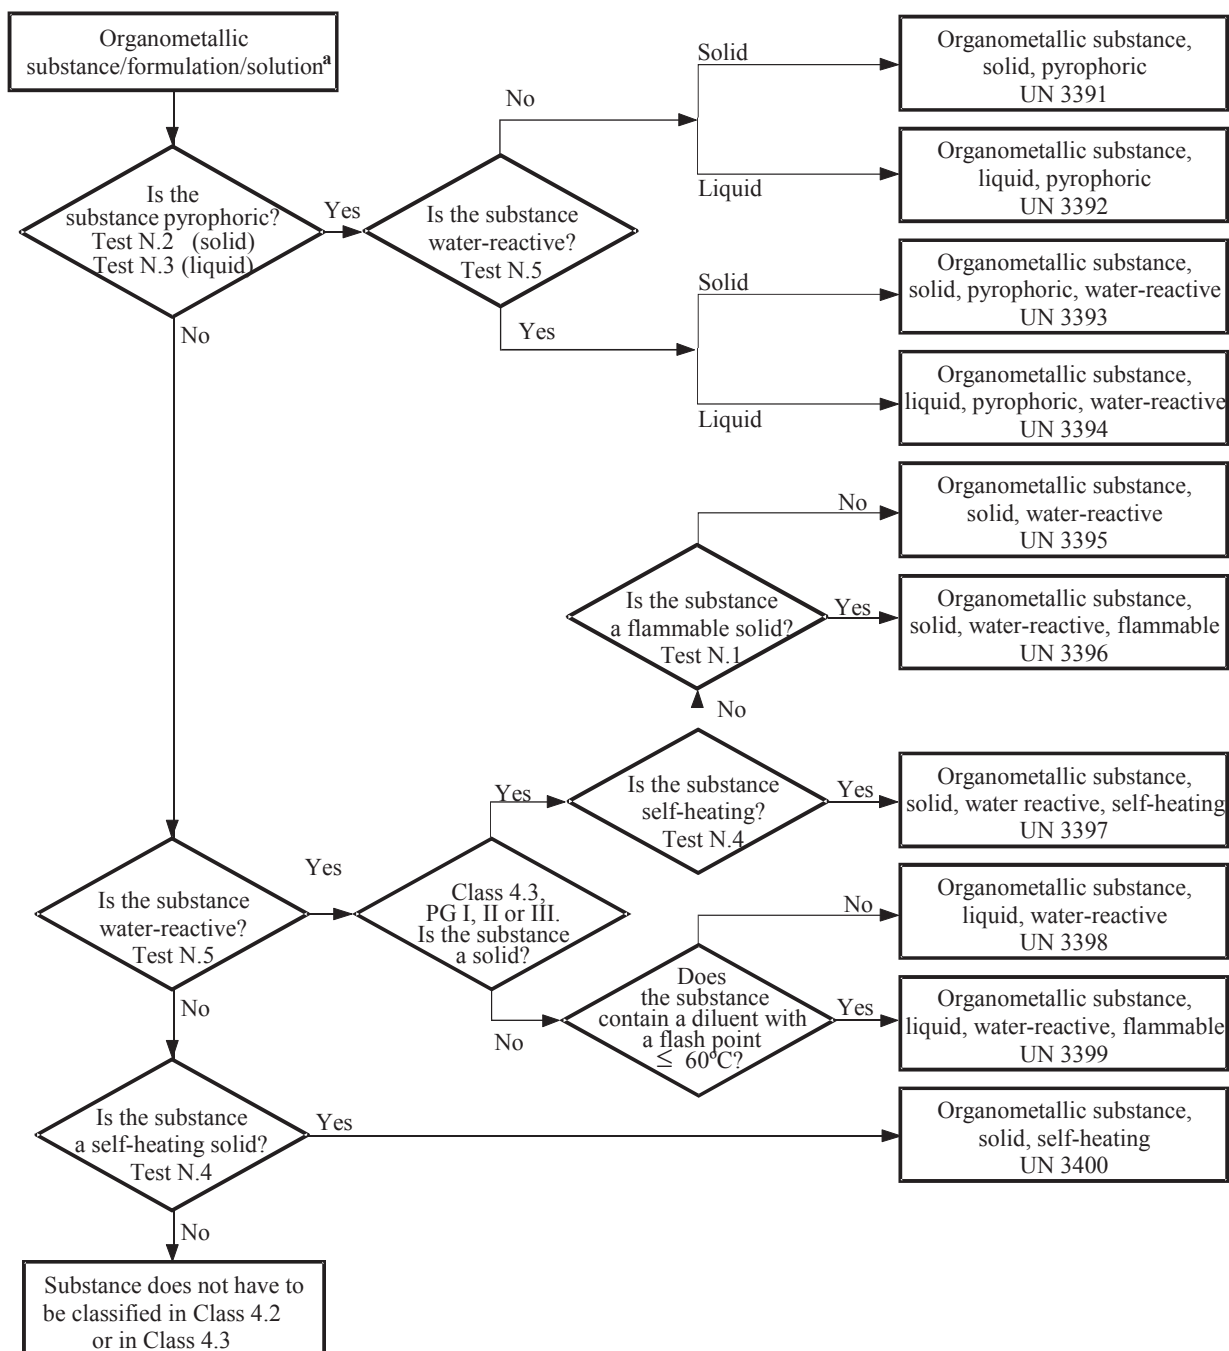 Organometallic
substance/formulation/solutionª
Is the
substance pyrophoric?
Test N.2 (solid)
Test N.3 (liquid)
Yes
No
Is the substance
water-reactive?
Test N.5
No
Yes
Solid
Liquid
Organometallic substance,
solid, pyrophoric
UN 3391
Organometallic substance,
liquid, pyrophoric
UN 3392
Solid
Liquid
Organometallic substance,
solid, pyrophoric, water-reactive
UN 3393
Organometallic substance,
liquid, pyrophoric, water-reactive
UN 3394
No
Organometallic substance,
solid, water-reactive
UN 3395
Is the substance
a flammable solid?
Test N.1
Yes
Organometallic substance,
solid, water-reactive, flammable
UN 3396
No
Is the substance
self-heating?
Test N.4
Yes
Yes
Organometallic substance,
solid, water reactive, self-heating
UN 3397
Is the substance
water-reactive?
Test N.5
Yes
No
Class 4.3,
PG I, II or III.
Is the substance
a solid?
No
No
Organometallic substance,
liquid, water-reactive
UN 3398
Does
the substance
contain a diluent with
a flash point
≤ 60ºC?
Yes
Organometallic substance,
liquid, water-reactive, flammable
UN 3399
Is the substance
a self-heating solid?
Test N.4
Yes
Organometallic substance,
solid, self-heating
UN 3400
No
Substance does not have to
be classified in Class 4.2
or in Class 4.3